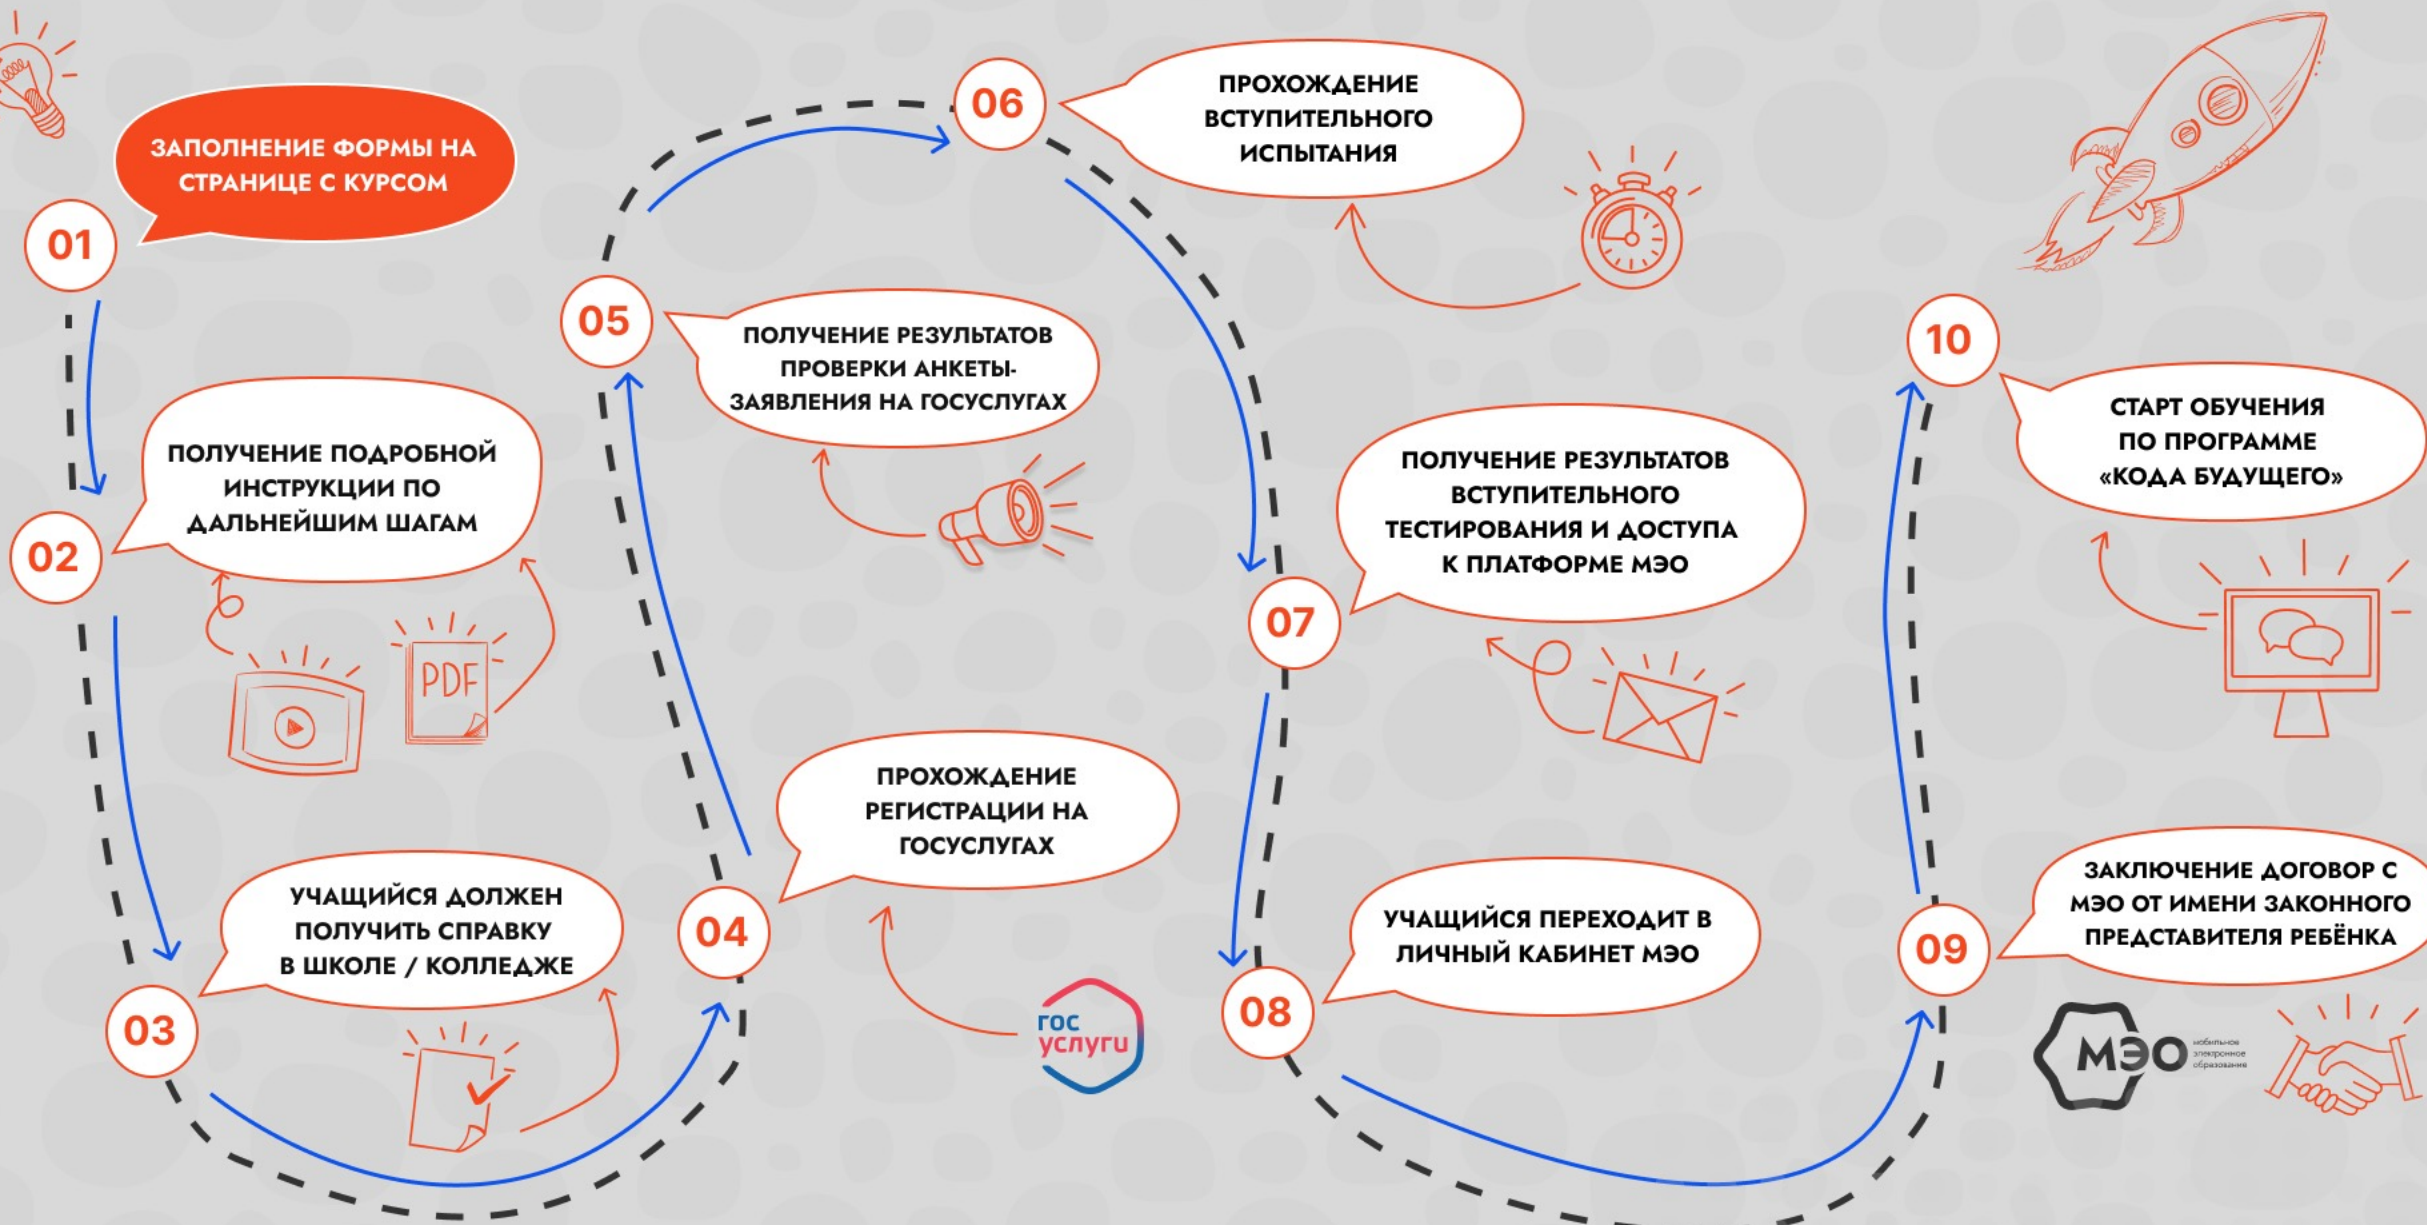 01
ЗАПОЛНЕНИЕ ФОРМЫ НА
СТРАНИЦЕ С КУРСОМ
02
ПОЛУЧЕНИЕ ПОДРОБНОЙ
ИНСТРУКЦИИ ПО
ДАЛЬНЕЙШИМ ШАГАМ
PDF
03
УЧАЩИЙСЯ ДОЛЖЕН
ПОЛУЧИТЬ СПРАВКУ
В ШКОЛЕ / КОЛЛЕДЖЕ
04
ПРОХОЖДЕНИЕ
РЕГИСТРАЦИИ НА
ГОСУСЛУГАХ
гос
услуги
05
ПОЛУЧЕНИЕ РЕЗУЛЬТАТОВ
ПРОВЕРКИ АНКЕТЫ-
ЗАЯВЛЕНИЯ НА ГОСУСЛУГАХ
06
ПРОХОЖДЕНИЕ
ВСТУПИТЕЛЬНОГО
ИСПЫТАНИЯ
07
ПОЛУЧЕНИЕ РЕЗУЛЬТАТОВ
ВСТУПИТЕЛЬНОГО
ТЕСТИРОВАНИЯ И ДОСТУПА
К ПЛАТФОРМЕ МЭО
08
УЧАЩИЙСЯ ПЕРЕХОДИТ В
ЛИЧНЫЙ КАБИНЕТ МЭО
09
ЗАКЛЮЧЕНИЕ ДОГОВОР С
МЭО ОТ ИМЕНИ ЗАКОННОГО
ПРЕДСТАВИТЕЛЯ РЕБЁНКА
МЭО
мобильное
электронное
образование
10
СТАРТ ОБУЧЕНИЯ
ПО ПРОГРАММЕ
«КОДА БУДУЩЕГО»